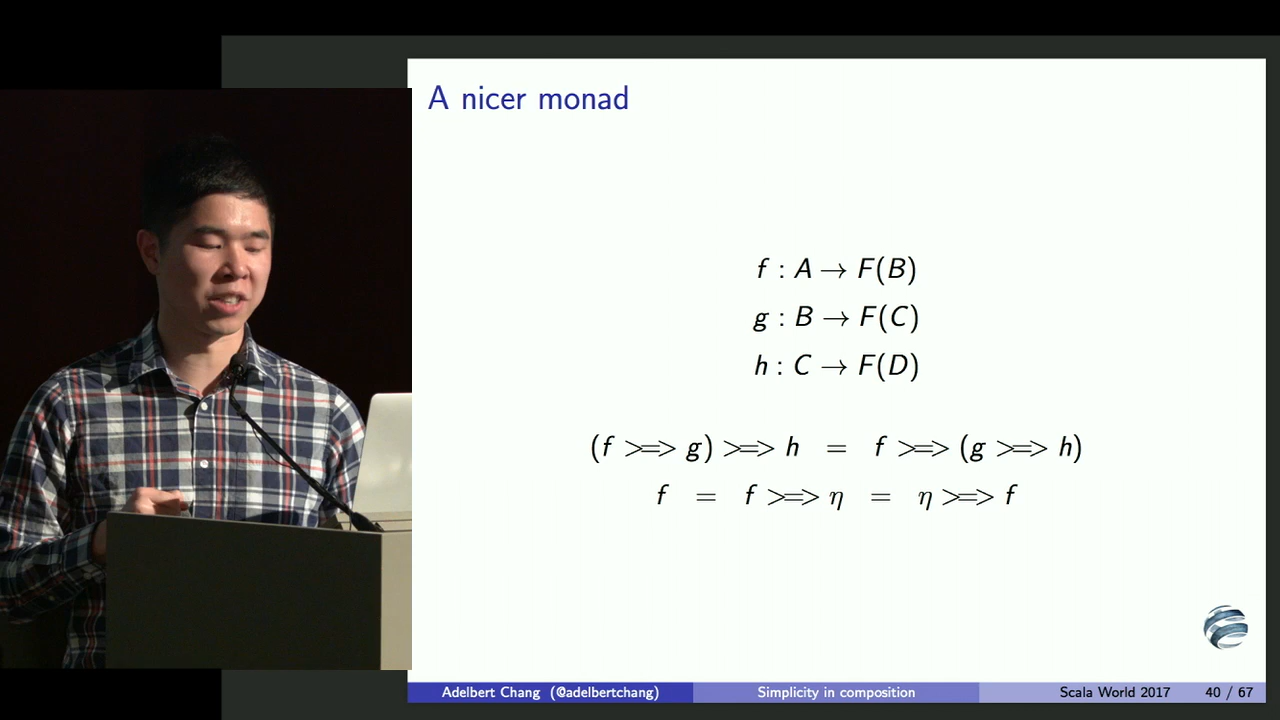 A nicer monad
f : A → F(B)
g : B → F(C)
h : C → F(D)
(f >=> g) >=> h = f >=> (g >=> h)
f = f >=> η = η >=> f
Adelbert Chang (@adelbertchang) Simplicity in composition Scala World 2017 40 / 67